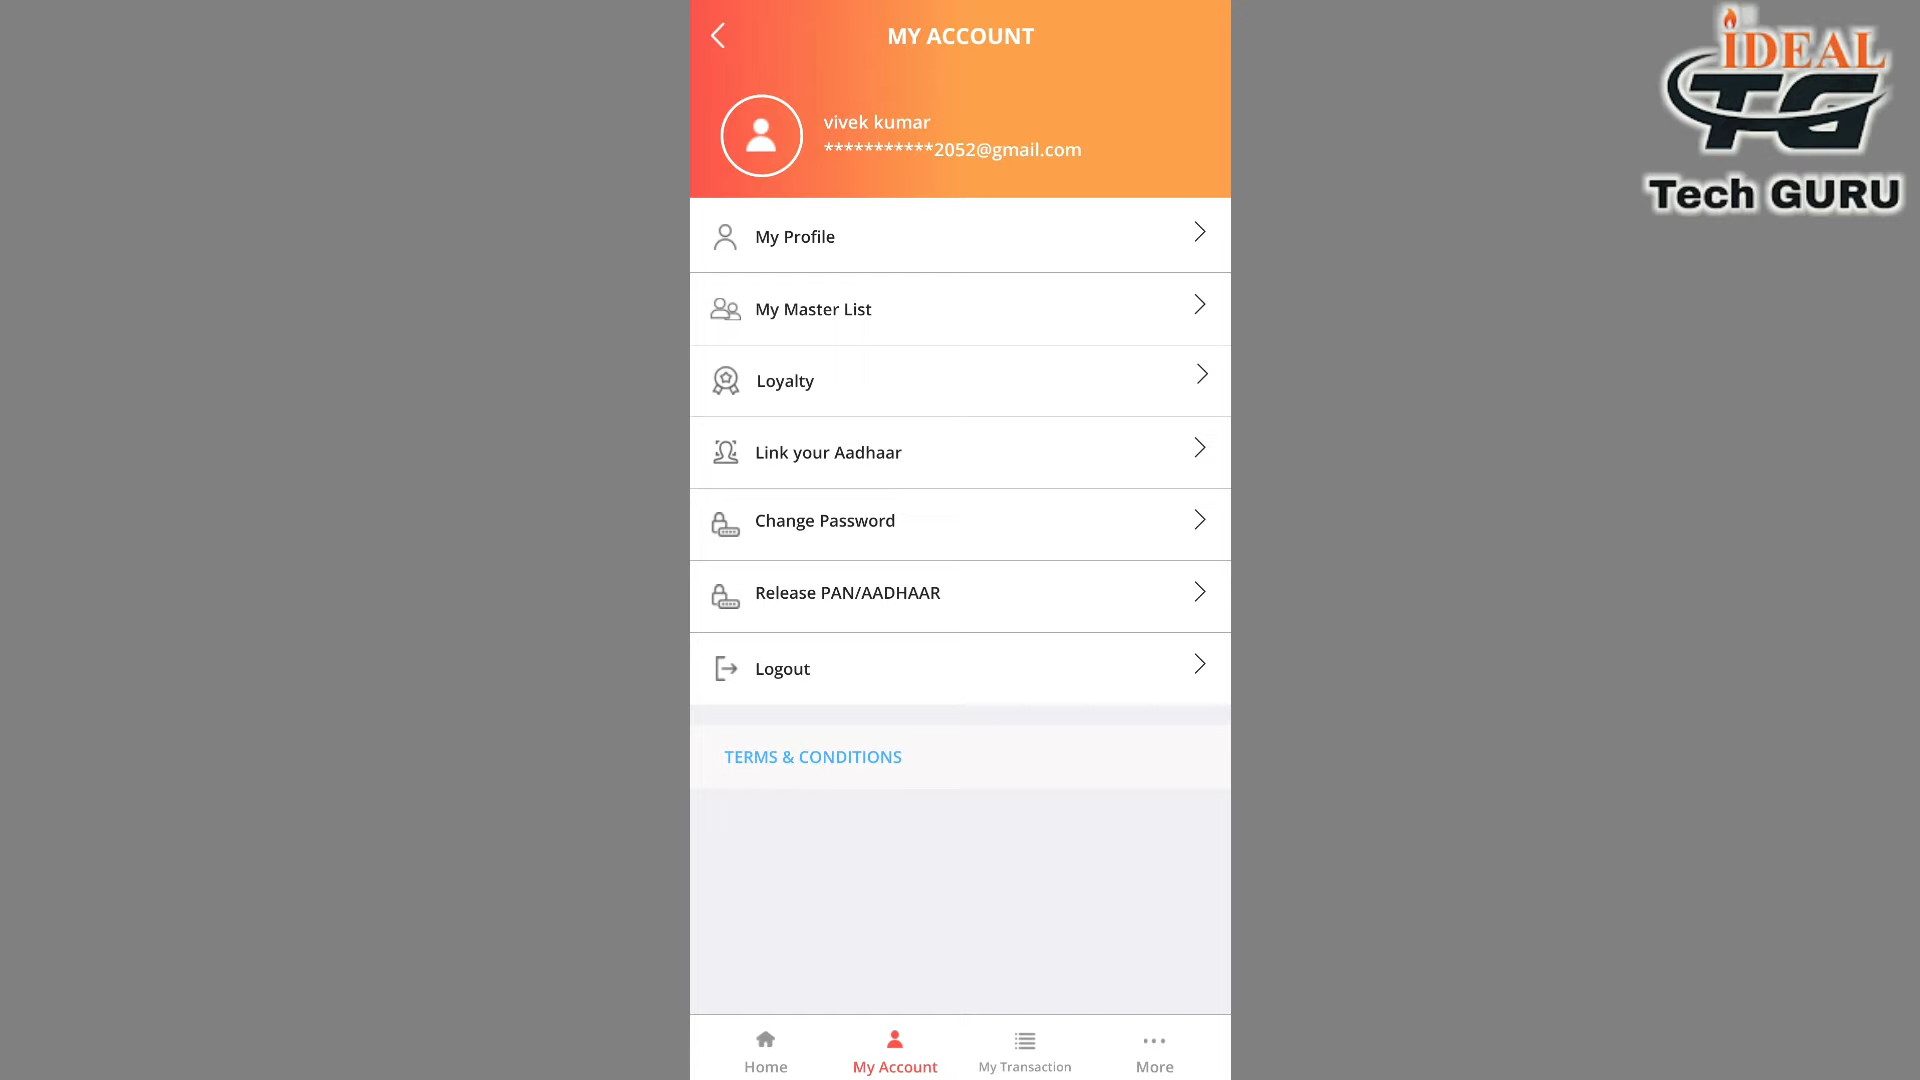 MY ACCOUNT
vivek kumar
***********2052@gmail.com
My Profile
My Master List
Loyalty
Link your Aadhaar
Change Password
Release PAN/AADHAAR
Logout
TERMS & CONDITIONS
Home
My Account
My Transaction
More
iDEAL
TG
Tech GURU